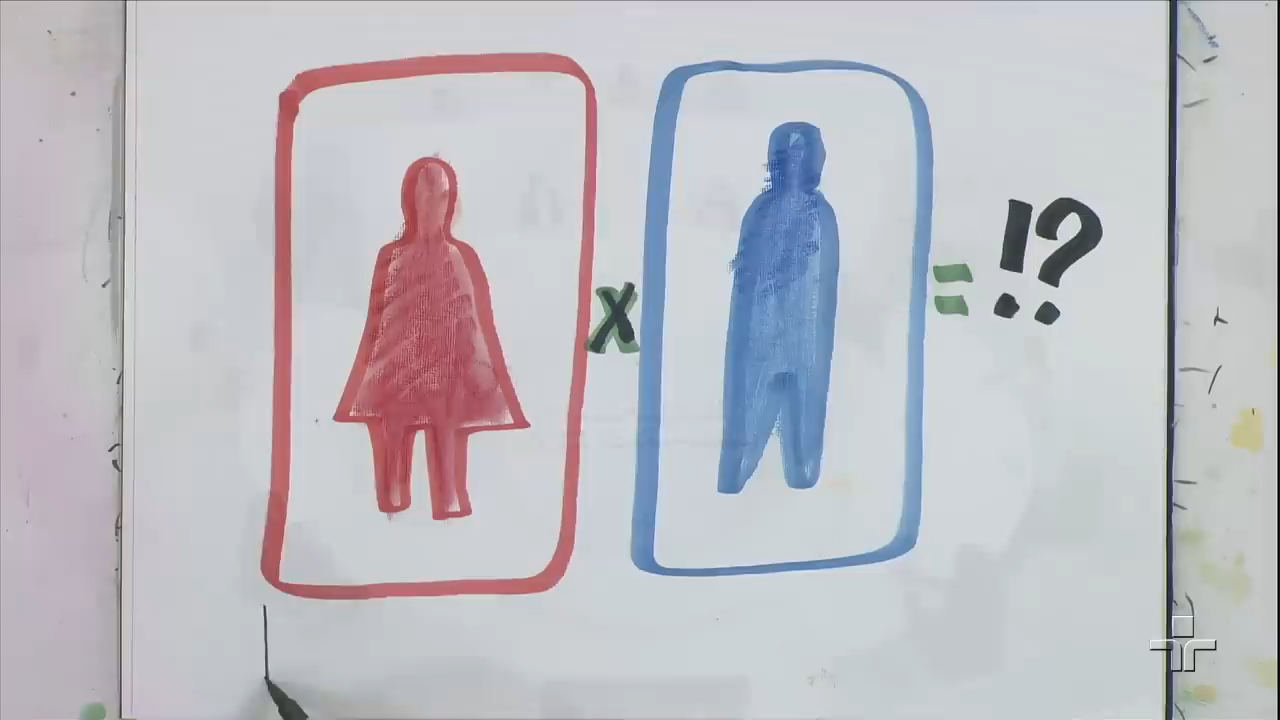 x = !?